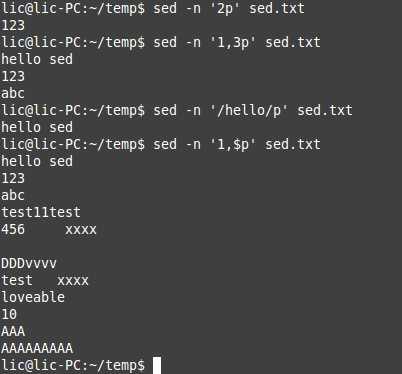 lic@lic-PC:~/temp$ sed -n '2p' sed.txt
123
lic@lic-PC:~/temp$ sed -n '1,3p' sed.txt
hello sed
123
abc
lic@lic-PC:~/temp$ sed -n '/hello/p' sed.txt
hello sed
lic@lic-PC:~/temp$ sed -n '1,$p' sed.txt
hello sed
123
abc
test11test
456     xxxx

DDDvvvv
test   xxxx
loveable
10
AAA
AAAAAAAAA
lic@lic-PC:~/temp$